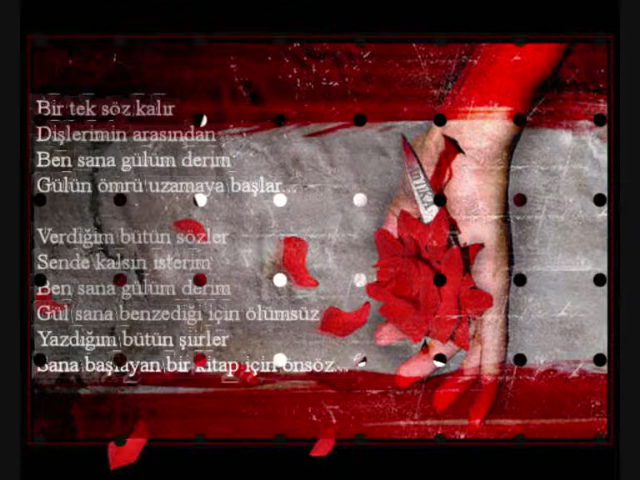 Bir tek söz kalır
Dişlerimin arasından
Ben sana gülüm derim
Gülün ömrü uzamaya başlar...
Verdiğim bütün sözler
Sende kalsın isterim
Ben sana gülüm derim
Gül sana benzediği için ölümsüz
Yazdığım bütün şiirler
Sana başlayan bir kitap için önsöz...